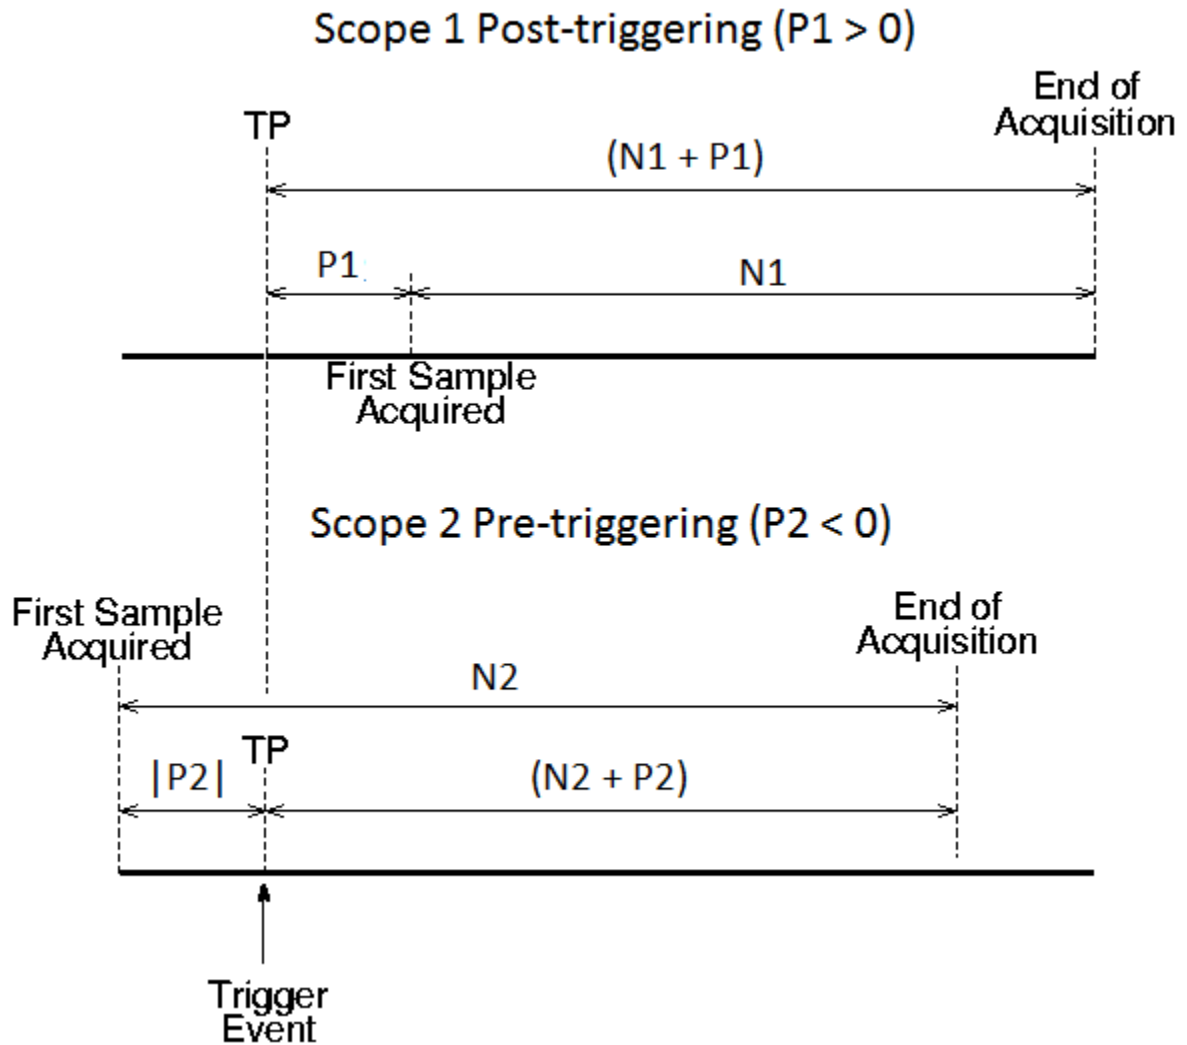 Scope 1 Post-triggering (P1 > 0)
End of
Acquisition
TP
(N1 + P1)
P1
N1
First Sample
Acquired
Scope 2 Pre-triggering (P2 < 0)
First Sample
Acquired
End of
Acquisition
N2
TP
|P2|
(N2 + P2)
Trigger
Event